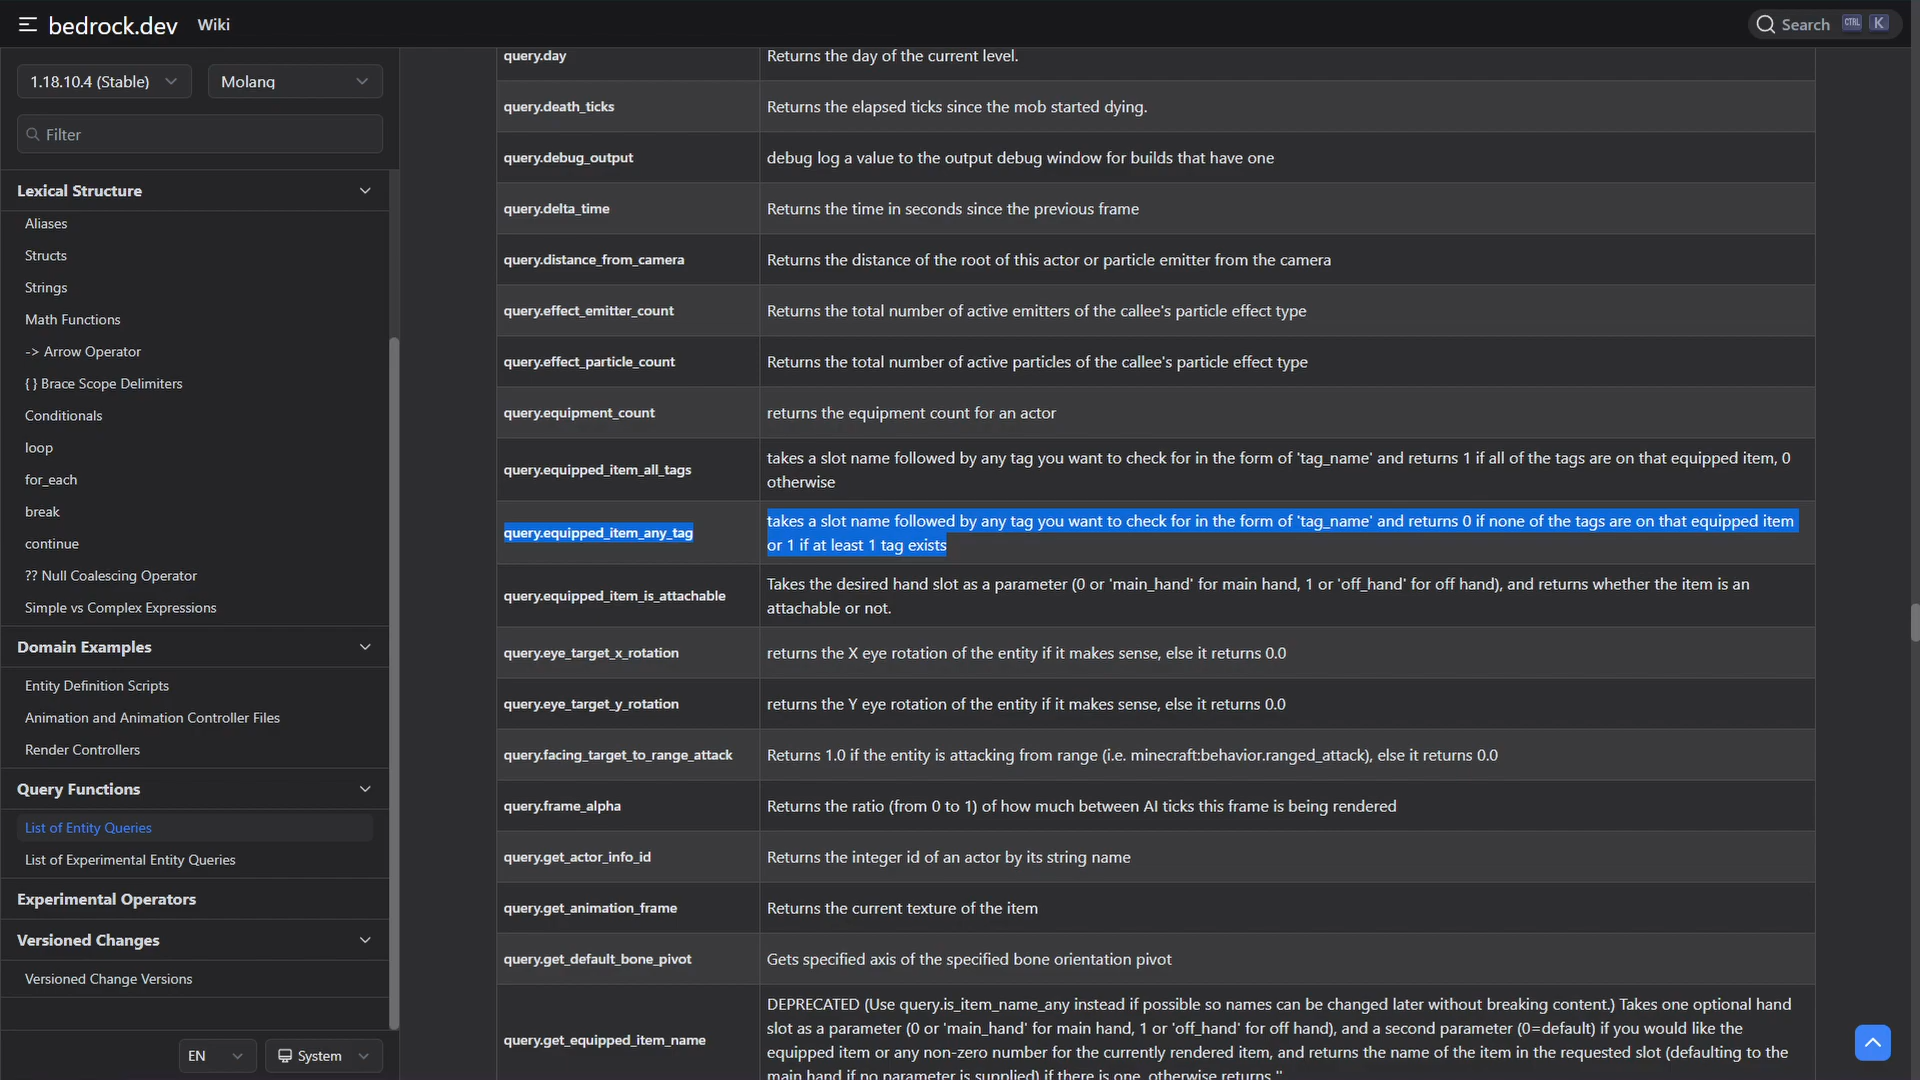 bedrock.dev Wiki
Search CTRL K
1.18.10.4 (Stable) Molanq
Filter
Lexical Structure
Aliases
Structs
Strings
Math Functions
-> Arrow Operator
{ } Brace Scope Delimiters
Conditionals
loop
for_each
break
continue
?? Null Coalescing Operator
Simple vs Complex Expressions
Domain Examples
Entity Definition Scripts
Animation and Animation Controller Files
Render Controllers
Query Functions
List of Entity Queries
List of Experimental Entity Queries
Experimental Operators
Versioned Changes
Versioned Change Versions
EN System
query.day Returns the day of the current level.
query.death_ticks Returns the elapsed ticks since the mob started dying.
query.debug_output debug log a value to the output debug window for builds that have one
query.delta_time Returns the time in seconds since the previous frame
query.distance_from_camera Returns the distance of the root of this actor or particle emitter from the camera
query.effect_emitter_count Returns the total number of active emitters of the callee's particle effect type
query.effect_particle_count Returns the total number of active particles of the callee's particle effect type
query.equipment_count returns the equipment count for an actor
query.equipped_item_all_tags takes a slot name followed by any tag you want to check for in the form of 'tag_name' and returns 1 if all of the tags are on that equipped item, 0
otherwise
query.equipped_item_any_tag takes a slot name followed by any tag you want to check for in the form of 'tag_name' and returns 0 if none of the tags are on that equipped item
or 1 if at least 1 tag exists
query.equipped_item_is_attachable Takes the desired hand slot as a parameter (0 or 'main_hand' for main hand, 1 or 'off_hand' for off hand), and returns whether the item is an
attachable or not.
query.eye_target_x_rotation returns the X eye rotation of the entity if it makes sense, else it returns 0.0
query.eye_target_y_rotation returns the Y eye rotation of the entity if it makes sense, else it returns 0.0
query.facing_target_to_range_attack Returns 1.0 if the entity is attacking from range (i.e. minecraft:behavior.ranged_attack), else it returns 0.0
query.frame_alpha Returns the ratio (from 0 to 1) of how much between AI ticks this frame is being rendered
query.get_actor_info_id Returns the integer id of an actor by its string name
query.get_animation_frame Returns the current texture of the item
query.get_default_bone_pivot Gets specified axis of the specified bone orientation pivot
query.get_equipped_item_name DEPRECATED (Use query.is_item_name_any instead if possible so names can be changed later without breaking content.) Takes one optional hand
slot as a parameter (0 or 'main_hand' for main hand, 1 or 'off_hand' for off hand), and a second parameter (0=default) if you would like the
equipped item or any non-zero number for the currently rendered item, and returns the name of the item in the requested slot (defaulting to the
main hand if no parameter is supplied) if there is one, otherwise returns ''